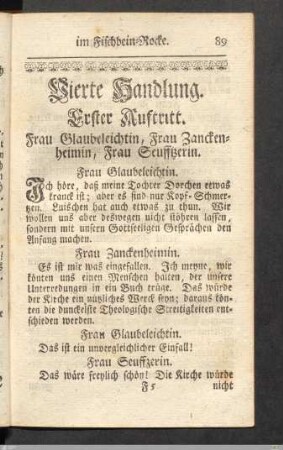 im Fischbein-Rocke. 89
Vierte Handlung.
Erster Auftritt.
Frau Glaubeleichtin, Frau Zancken-
heimin, Frau Seufftzerin.
Frau Glaubeleichtin.
Ich höre, daß meine Tochter Dorchen etwas
kranck ist; aber es sind nur Kopf-Schmer-
tzen. Luischen hat auch etwas zu thun. Wir
wollen uns aber deswegen nicht stöhren lassen,
sondern mit unsern Gottseeligen Gesprächen den
Anfang machen.
Frau Zanckenheimin.
Es ist mir was eingefallen. Ich meyne, wir
könten uns einen Menschen halten, der unsere
Unterredungen in ein Buch trüge. Das würde
der Kirche ein nützliches Werck seyn; daraus kön-
ten die dunckelste Theologische Streitigkeiten ent-
schieden werden.
Frau Glaubeleichtin.
Das ist ein unvergleichlicher Einfall!
Frau Seuffzerin.
Das wäre freylich schön! Die Kirche würde
F 5 nicht